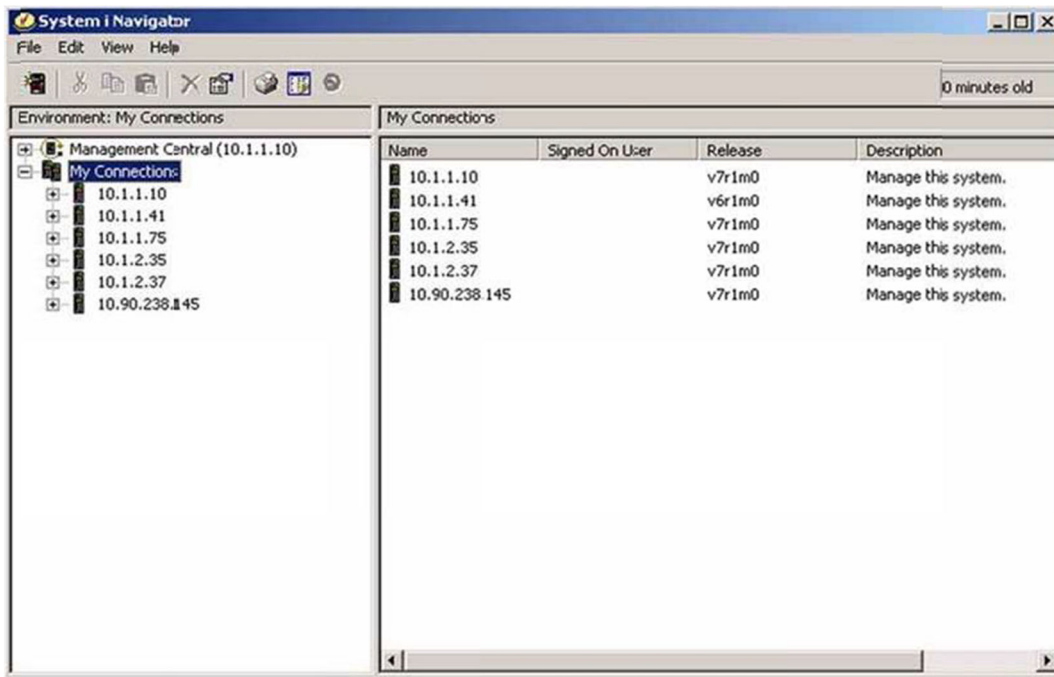 System i Navigator
File Edit View Help
0 minutes old
Environment: My Connections
My Connections
Management Central (10.1.1.10)
My Connections
10.1.1.10
10.1.1.41
10.1.1.75
10.1.2.35
10.1.2.37
10.90.238.145
Name Signed On User Release Description
10.1.1.10 v7r1m0 Manage this system.
10.1.1.41 v6r1m0 Manage this system.
10.1.1.75 v7r1m0 Manage this system.
10.1.2.35 v7r1m0 Manage this system.
10.1.2.37 v7r1m0 Manage this system.
10.90.238.145 v7r1m0 Manage this system.